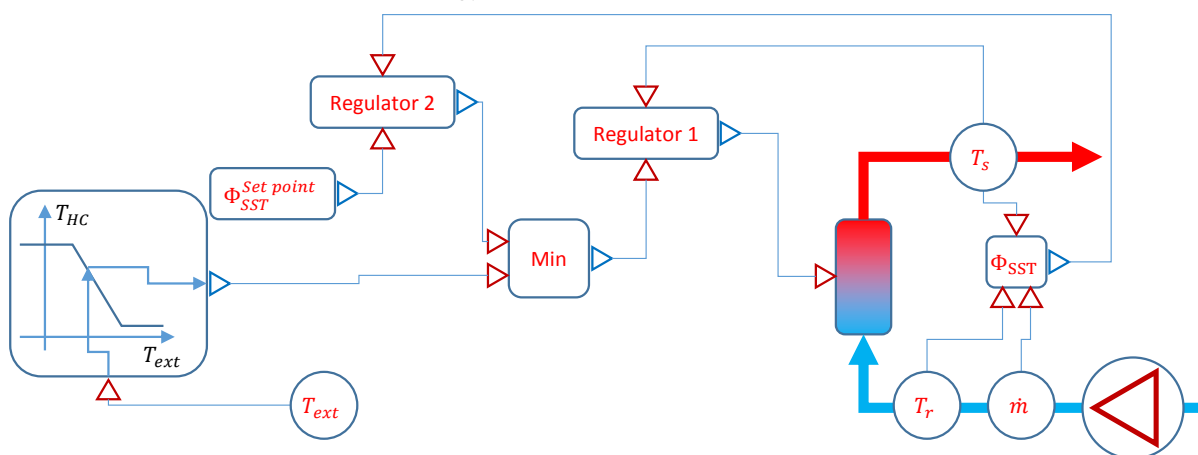 Regulator 2
Regulator 1
T_s
Φ_SST^Set point
T_HC
Min
Φ_SST
T_ext
T_ext
T_r
ṁ